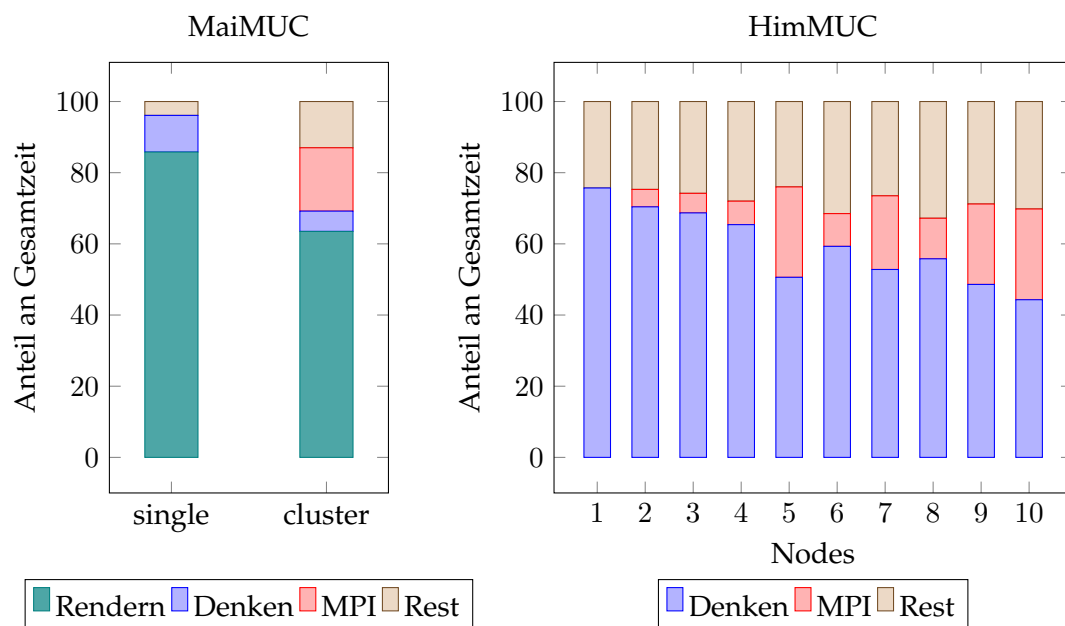 MaiMUC
Anteil an Gesamtzeit
100
80
60
40
20
0
single cluster
Rendern Denken MPI Rest
HimMUC
Anteil an Gesamtzeit
100
80
60
40
20
0
1 2 3 4 5 6 7 8 9 10
Nodes
Denken MPI Rest